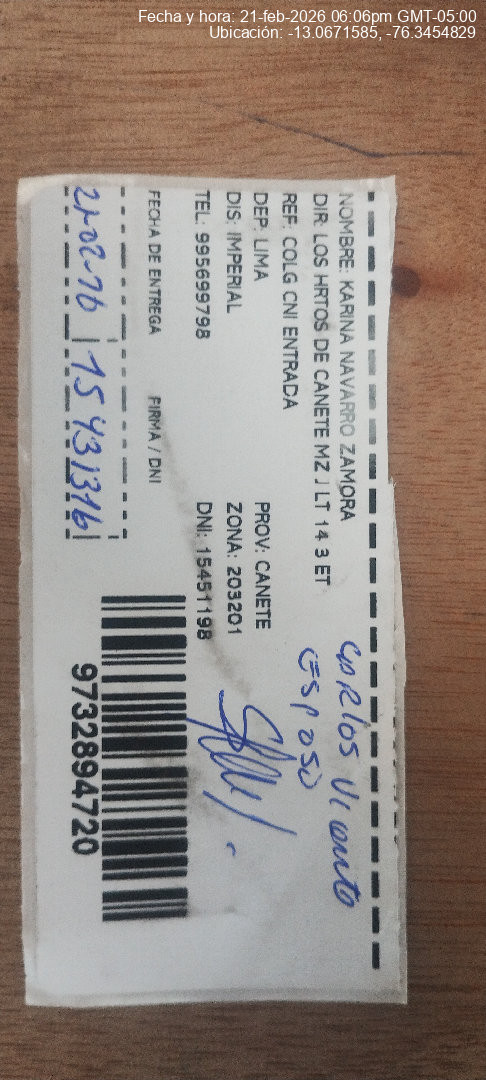 Fecha y hora: 21-feb-2026 06:06pm GMT-05:00
Ubicación: -13.0671585, -76.3454829
NOMBRE: KARINA NAVARRO ZAMORA
DIR: LOS HRTOS DE CANETE MZ J LT 14 3 ET
REF: COLG CNI ENTRADA
DEP: LIMA PROV: CANETE
DIS: IMPERIAL ZONA: 203201
TEL: 995699798 DNI: 15451198
Carlos Vicente
Esposo
FECHA DE ENTREGA FIRMA / DNI
21-02-26 15431316
9732894720